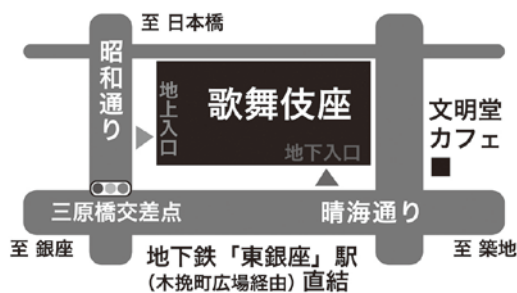 至 日本橋
昭和通り
地上入口
歌舞伎座
地下入口
文明堂
カフェ
三原橋交差点
晴海通り
至 銀座
至 築地
地下鉄「東銀座」駅
(木挽町広場経由) 直結